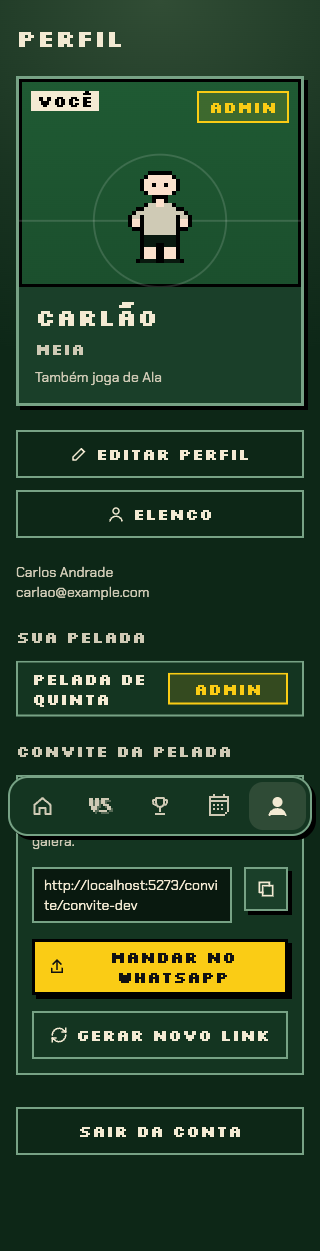 PERFIL
VOCÊ
ADMIN
CARLÃO
MEIA
Também joga de Ala
EDITAR PERFIL
ELENCO
Carlos Andrade
carlao@example.com
SUA PELADA
PELADA DE
QUINTA
ADMIN
CONVITE DA PELADA
VS
galera.
http://localhost:5273/convi
te/convite-dev
MANDAR NO
WHATSAPP
GERAR NOVO LINK
SAIR DA CONTA